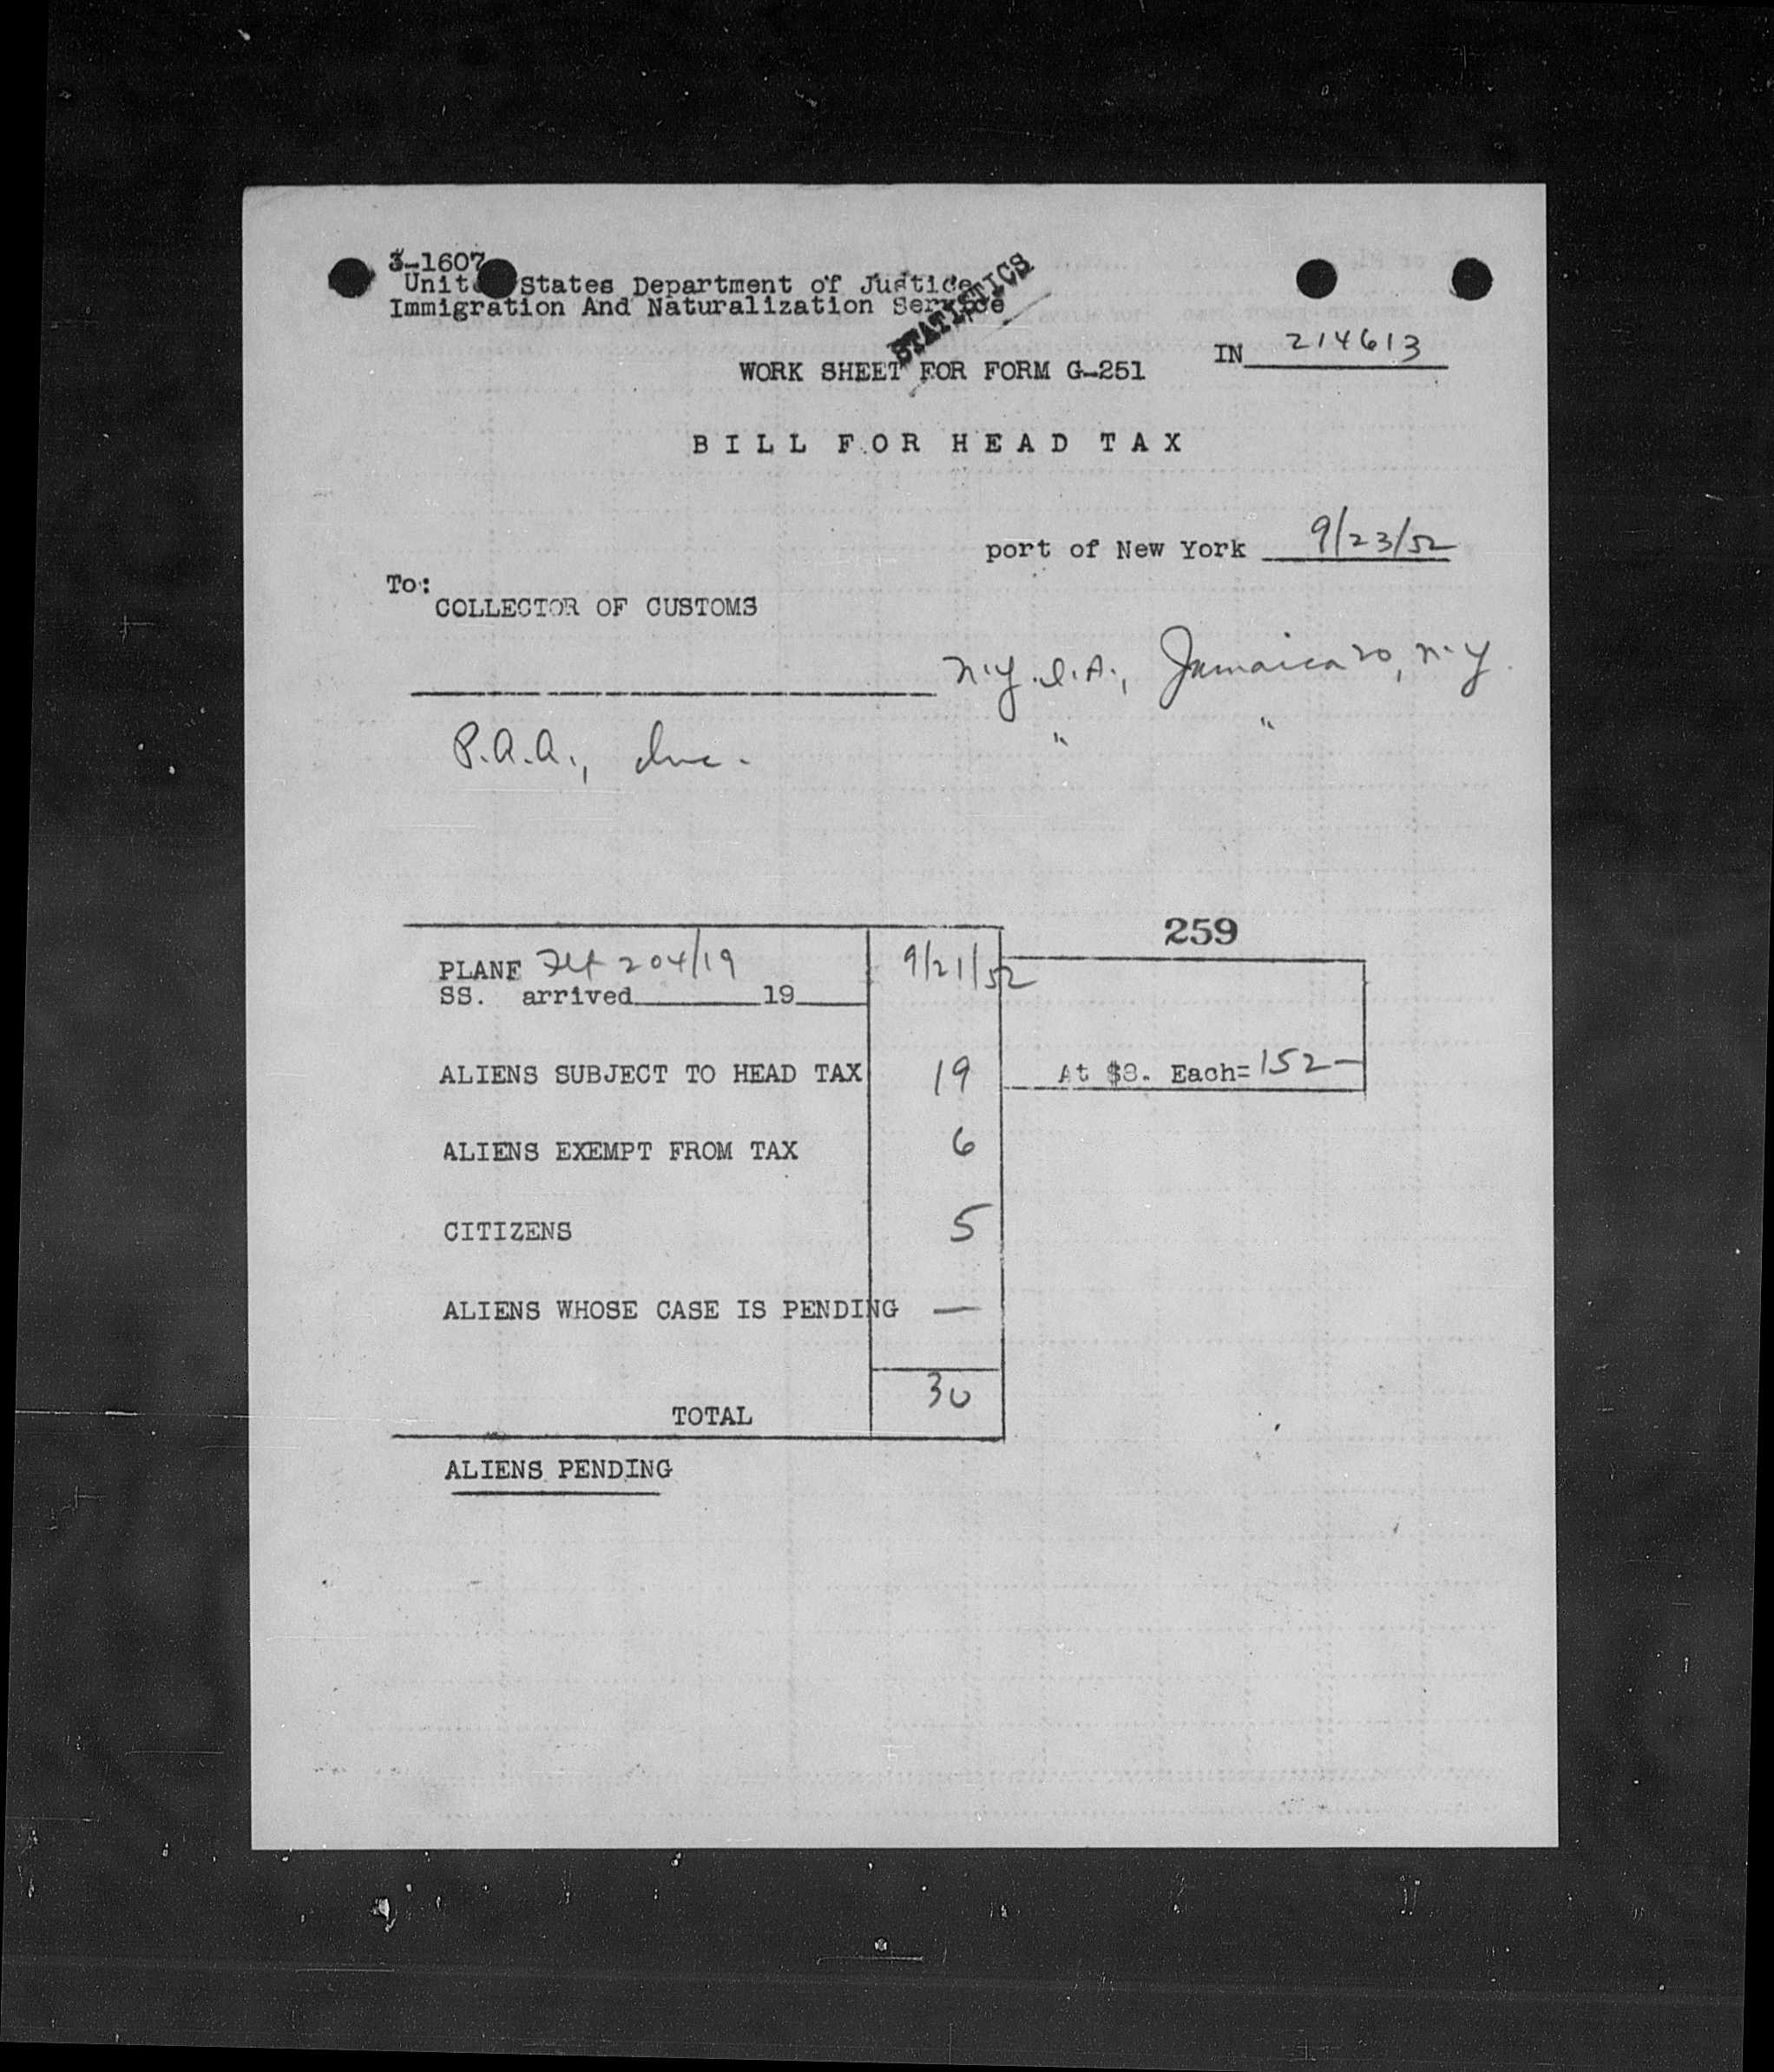 3-1607
United States Department of Justice
Immigration And Naturalization Service
STATISTICS
IN 214613
WORK SHEET FOR FORM G-251
BILL FOR HEAD TAX
port of New York 9/23/52
To:
COLLECTOR OF CUSTOMS
N.Y.I.A., Jamaica 20, N.Y.
P.A.A., Inc. " "
259
PLANE Flt 204/19 9/21/52
SS. arrived 19
ALIENS SUBJECT TO HEAD TAX 19 At $8. Each= 152—
ALIENS EXEMPT FROM TAX 6
CITIZENS 5
ALIENS WHOSE CASE IS PENDING —
TOTAL 30
ALIENS PENDING